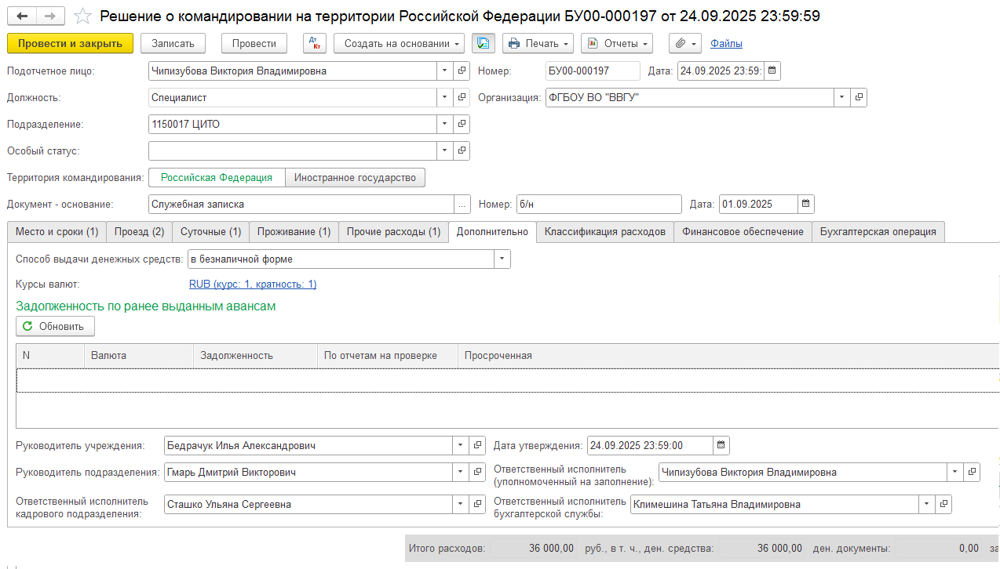 Решение о командировании на территории Российской Федерации БУ00-000197 от 24.09.2025 23:59:59
Провести и закрыть Записать Провести Дт Кт Создать на основании Печать Отчеты Файлы
Подотчетное лицо: Чипизубова Виктория Владимировна Номер: БУ00-000197 Дата: 24.09.2025 23:59:
Должность: Специалист Организация: ФГБОУ ВО "ВВГУ"
Подразделение: 1150017 ЦИТО
Особый статус:
Территория командирования: Российская Федерация Иностранное государство
Документ - основание: Служебная записка ... Номер: б/н Дата: 01.09.2025
Место и сроки (1) Проезд (2) Суточные (1) Проживание (1) Прочие расходы (1) Дополнительно Классификация расходов Финансовое обеспечение Бухгалтерская операция
Способ выдачи денежных средств: в безналичной форме
Курсы валют: RUB (курс: 1, кратность: 1)
Задолженность по ранее выданным авансам
Обновить
N Валюта Задолженность По отчетам на проверке Просроченная
Руководитель учреждения: Бедрачук Илья Александрович Дата утверждения: 24.09.2025 23:59:00
Руководитель подразделения: Гмарь Дмитрий Викторович Ответственный исполнитель
(уполномоченный на заполнение): Чипизубова Виктория Владимировна
Ответственный исполнитель
кадрового подразделения: Сташко Ульяна Сергеевна Ответственный исполнитель
бухгалтерской службы: Климешина Татьяна Владимировна
Итого расходов: 36 000,00 руб., в т. ч., ден. средства: 36 000,00 ден. документы: 0,00 за